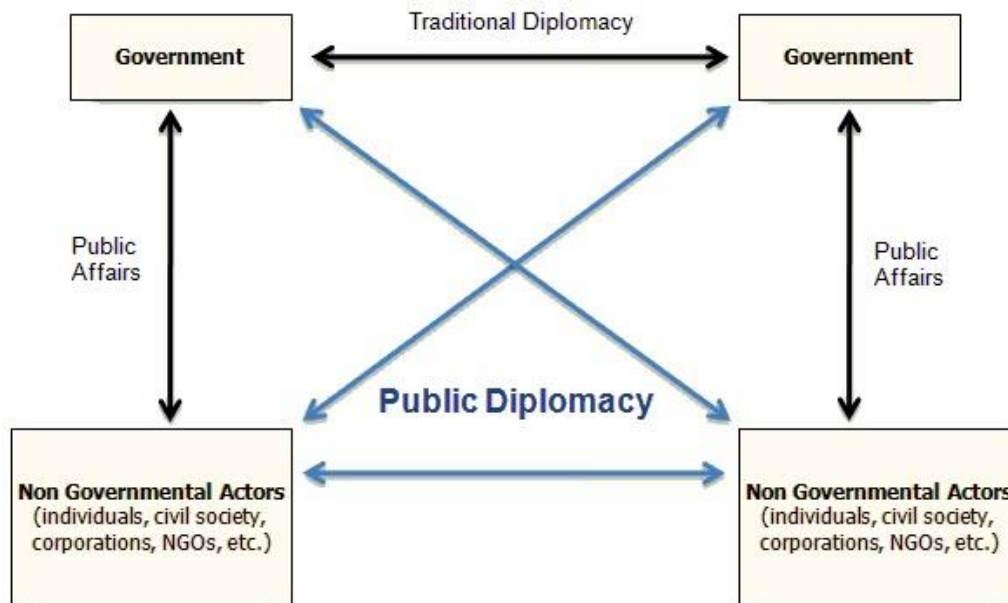 Traditional Diplomacy
Government
Government
Public
Affairs
Public
Affairs
Public Diplomacy
Non Governmental Actors
(individuals, civil society,
corporations, NGOs, etc.)
Non Governmental Actors
(individuals, civil society,
corporations, NGOs, etc.)